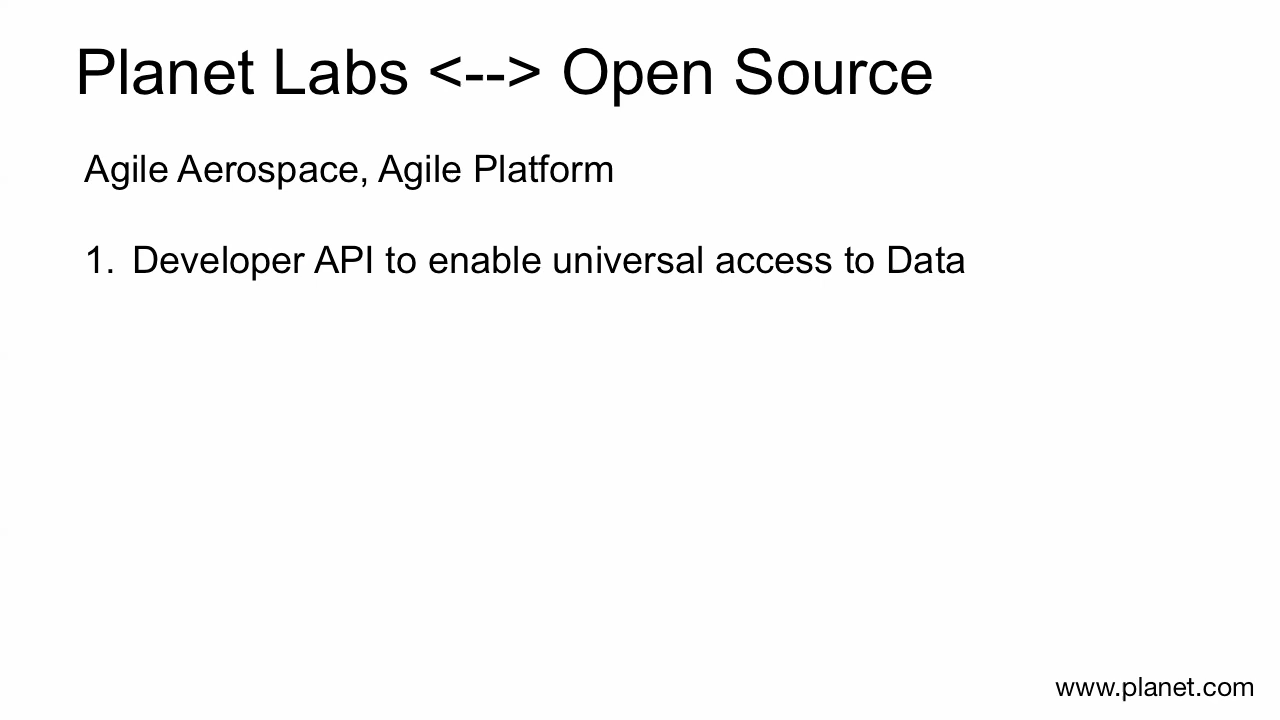 Planet Labs <--> Open Source
Agile Aerospace, Agile Platform
1. Developer API to enable universal access to Data
www.planet.com